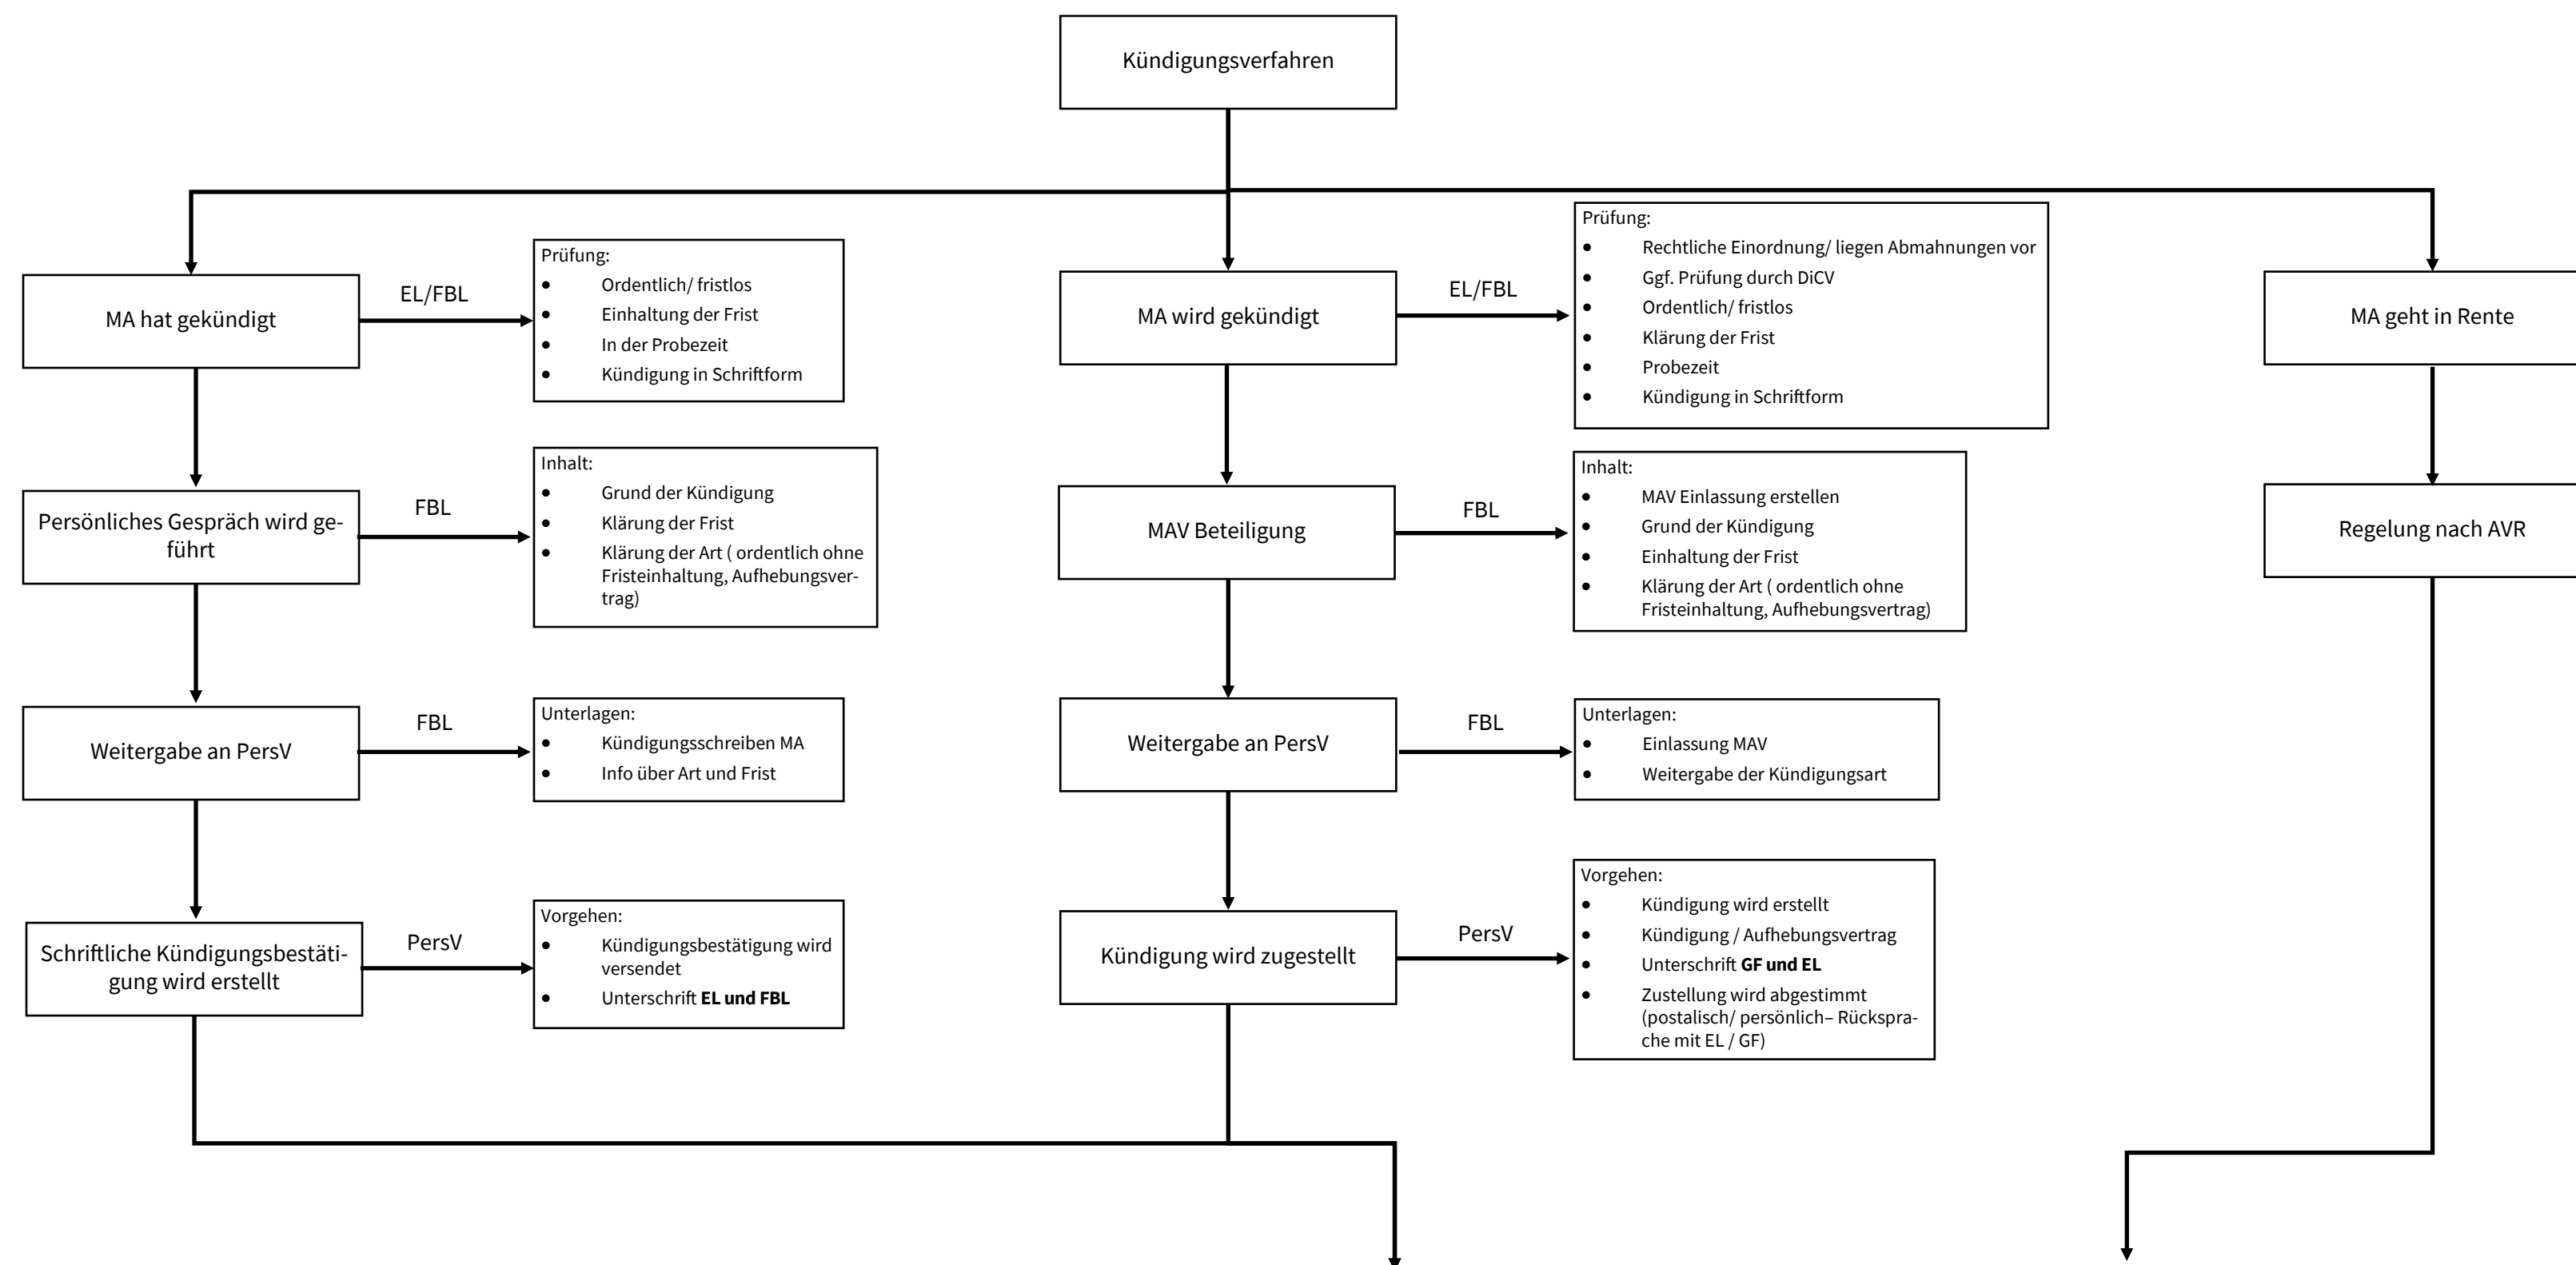 Kündigungsverfahren
MA hat gekündigt
EL/FBL
Prüfung:
● Ordentlich/ fristlos
● Einhaltung der Frist
● In der Probezeit
● Kündigung in Schriftform
Persönliches Gespräch wird ge-
führt
FBL
Inhalt:
● Grund der Kündigung
● Klärung der Frist
● Klärung der Art ( ordentlich ohne
Fristeinhaltung, Aufhebungsver-
trag)
Weitergabe an PersV
FBL
Unterlagen:
● Kündigungsschreiben MA
● Info über Art und Frist
Schriftliche Kündigungsbestäti-
gung wird erstellt
PersV
Vorgehen:
● Kündigungsbestätigung wird
versendet
● Unterschrift EL und FBL
MA wird gekündigt
EL/FBL
Prüfung:
● Rechtliche Einordnung/ liegen Abmahnungen vor
● Ggf. Prüfung durch DiCV
● Ordentlich/ fristlos
● Klärung der Frist
● Probezeit
● Kündigung in Schriftform
MAV Beteiligung
FBL
Inhalt:
● MAV Einlassung erstellen
● Grund der Kündigung
● Einhaltung der Frist
● Klärung der Art ( ordentlich ohne
Fristeinhaltung, Aufhebungsvertrag)
Weitergabe an PersV
FBL
Unterlagen:
● Einlassung MAV
● Weitergabe der Kündigungsart
Kündigung wird zugestellt
PersV
Vorgehen:
● Kündigung wird erstellt
● Kündigung / Aufhebungsvertrag
● Unterschrift GF und EL
● Zustellung wird abgestimmt
(postalisch/ persönlich– Rückspra-
che mit EL / GF)
MA geht in Rente
Regelung nach AVR